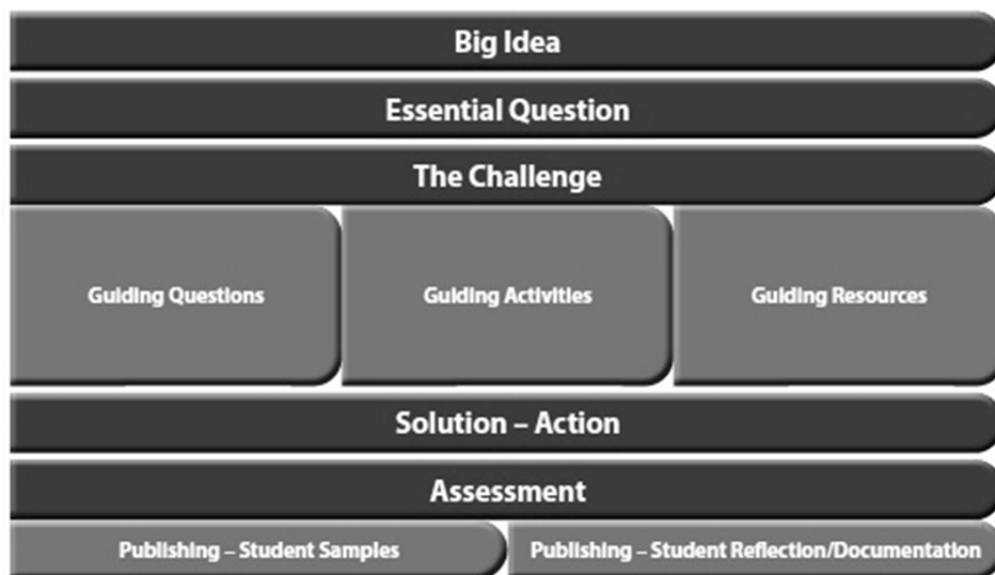 Big Idea
Essential Question
The Challenge
Guiding Questions
Guiding Activities
Guiding Resources
Solution – Action
Assessment
Publishing – Student Samples
Publishing – Student Reflection/Documentation